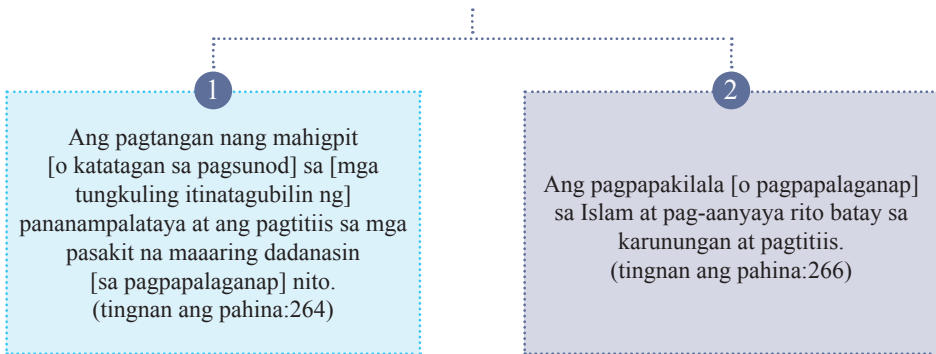 1
Ang pagtangan nang mahigpit
[o katatagan sa pagsunod] sa [mga
tungkuling itinatagubilin ng]
pananampalataya at ang pagtitiis sa mga
pasakit na maaaring dadanasin
[sa pagpapalaganap] nito.
(tingnan ang pahina:264)
2
Ang pagpapakilala [o pagpapalaganap]
sa Islam at pag-aanyaya rito batay sa
karunungan at pagtitiis.
(tingnan ang pahina:266)